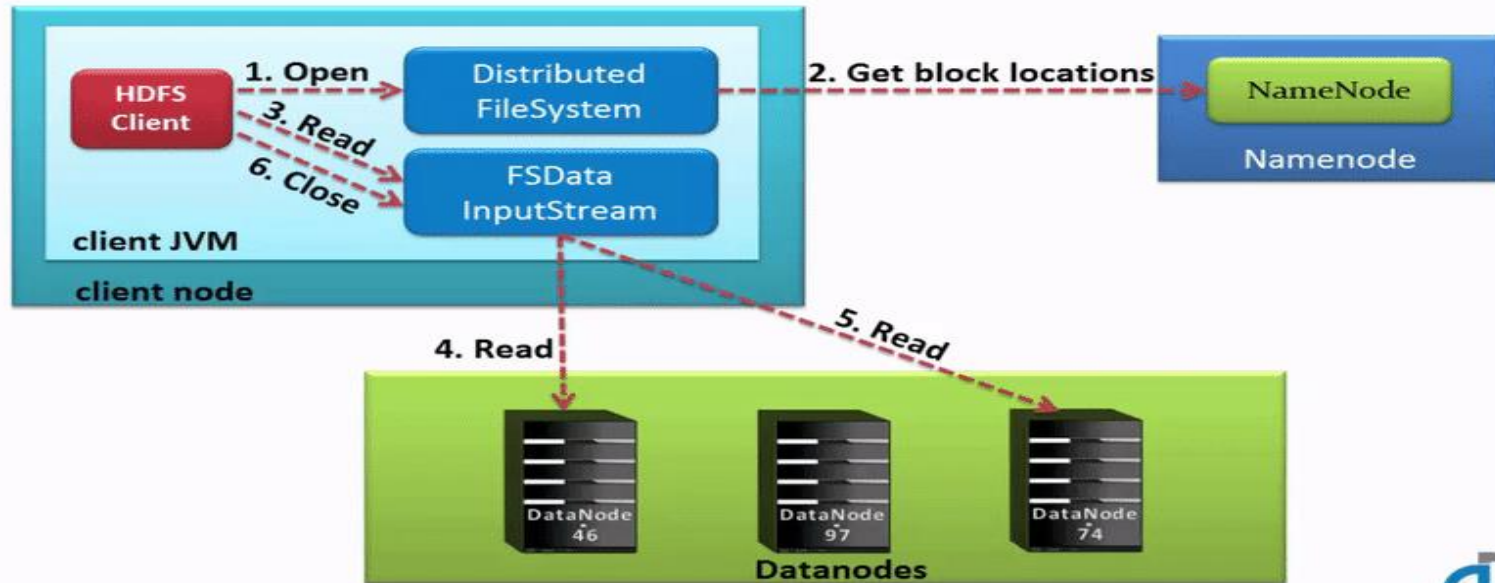 1. Open
Distributed
FileSystem
2. Get block locations
NameNode
Namenode
HDFS
Client
3. Read
6. Close
FSData
InputStream
client JVM
client node
4. Read
5. Read
DataNode
-
46
DataNode
-
97
DataNode
-
74
Datanodes